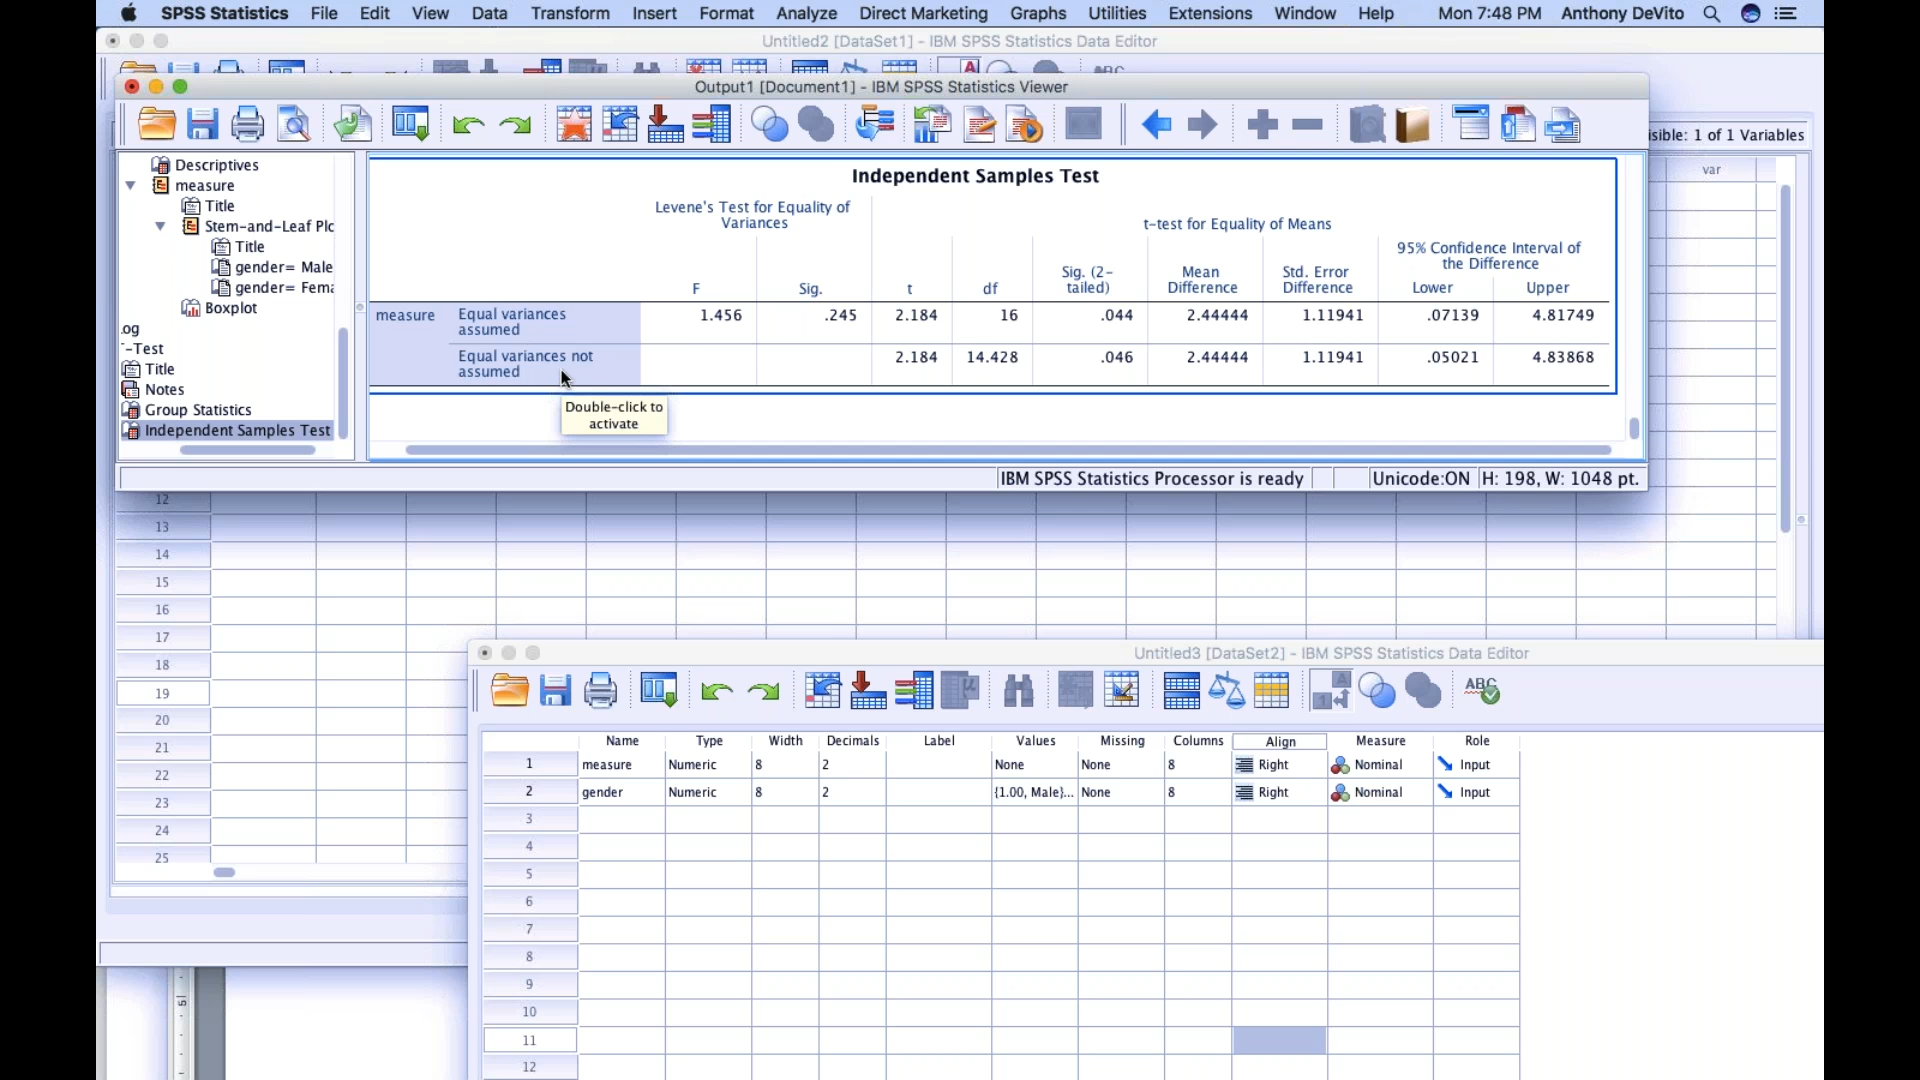 SPSS Statistics File Edit View Data Transform Insert Format Analyze Direct Marketing Graphs Utilities Extensions Window Help Mon 7:48 PM Anthony DeVito
Untitled2 [DataSet1] - IBM SPSS Statistics Data Editor
Output1 [Document1] - IBM SPSS Statistics Viewer
isible: 1 of 1 Variables
var
Descriptives
measure
Title
Stem-and-Leaf Plo
Title
gender= Male
gender= Fema
Boxplot
og
-Test
Title
Notes
Group Statistics
Independent Samples Test
Independent Samples Test
Levene's Test for Equality of
Variances
t-test for Equality of Means
95% Confidence Interval of
the Difference
F Sig. t df Sig. (2-
tailed) Mean
Difference Std. Error
Difference Lower Upper
measure Equal variances
assumed 1.456 .245 2.184 16 .044 2.44444 1.11941 .07139 4.81749
Equal variances not
assumed 2.184 14.428 .046 2.44444 1.11941 .05021 4.83868
Double-click to
activate
IBM SPSS Statistics Processor is ready Unicode:ON H: 198, W: 1048 pt.
12
13
14
15
16
17
18
19
20
21
22
23
24
25
Untitled3 [DataSet2] - IBM SPSS Statistics Data Editor
Name Type Width Decimals Label Values Missing Columns Align Measure Role
1 measure Numeric 8 2 None None 8 Right Nominal Input
2 gender Numeric 8 2 {1.00, Male}... None 8 Right Nominal Input
3
4
5
6
7
8
9
10
11
12